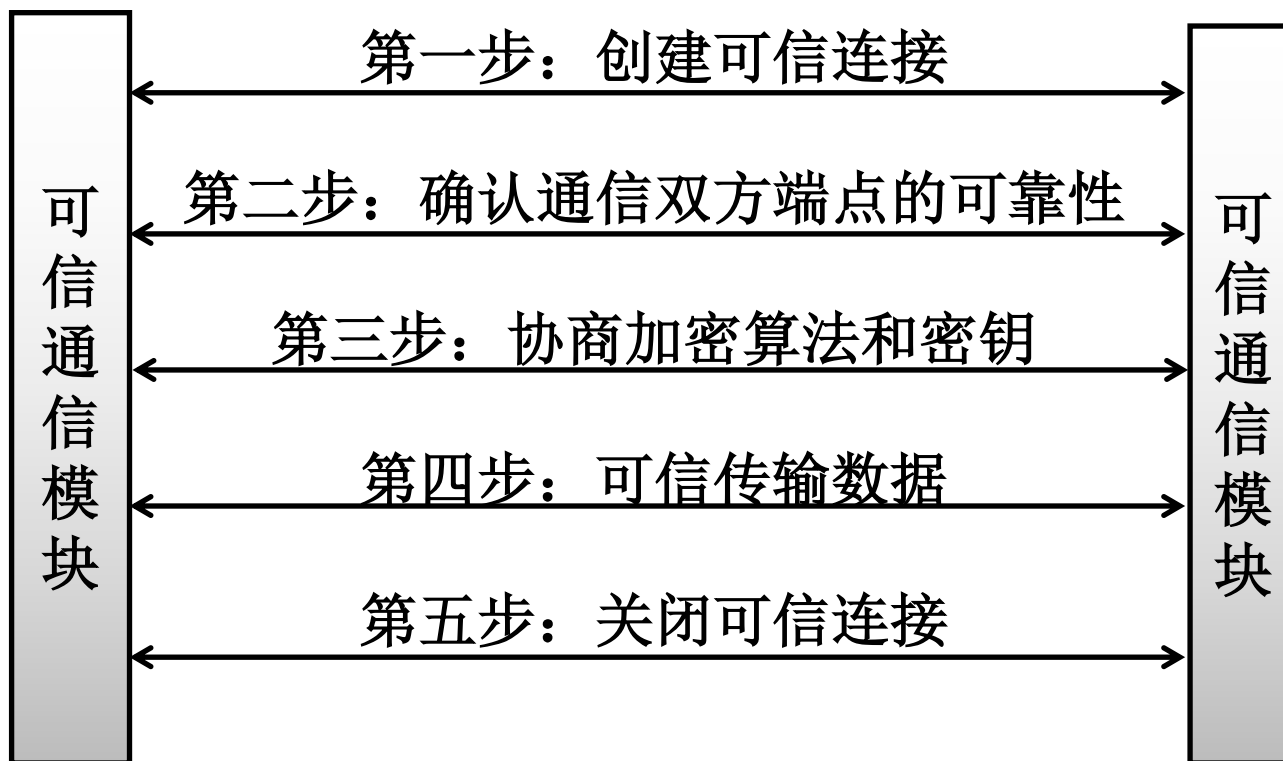 第一步：创建可信连接
第二步：确认通信双方端点的可靠性
第三步：协商加密算法和密钥
第四步：可信传输数据
第五步：关闭可信连接
可信通信模块
可信通信模块